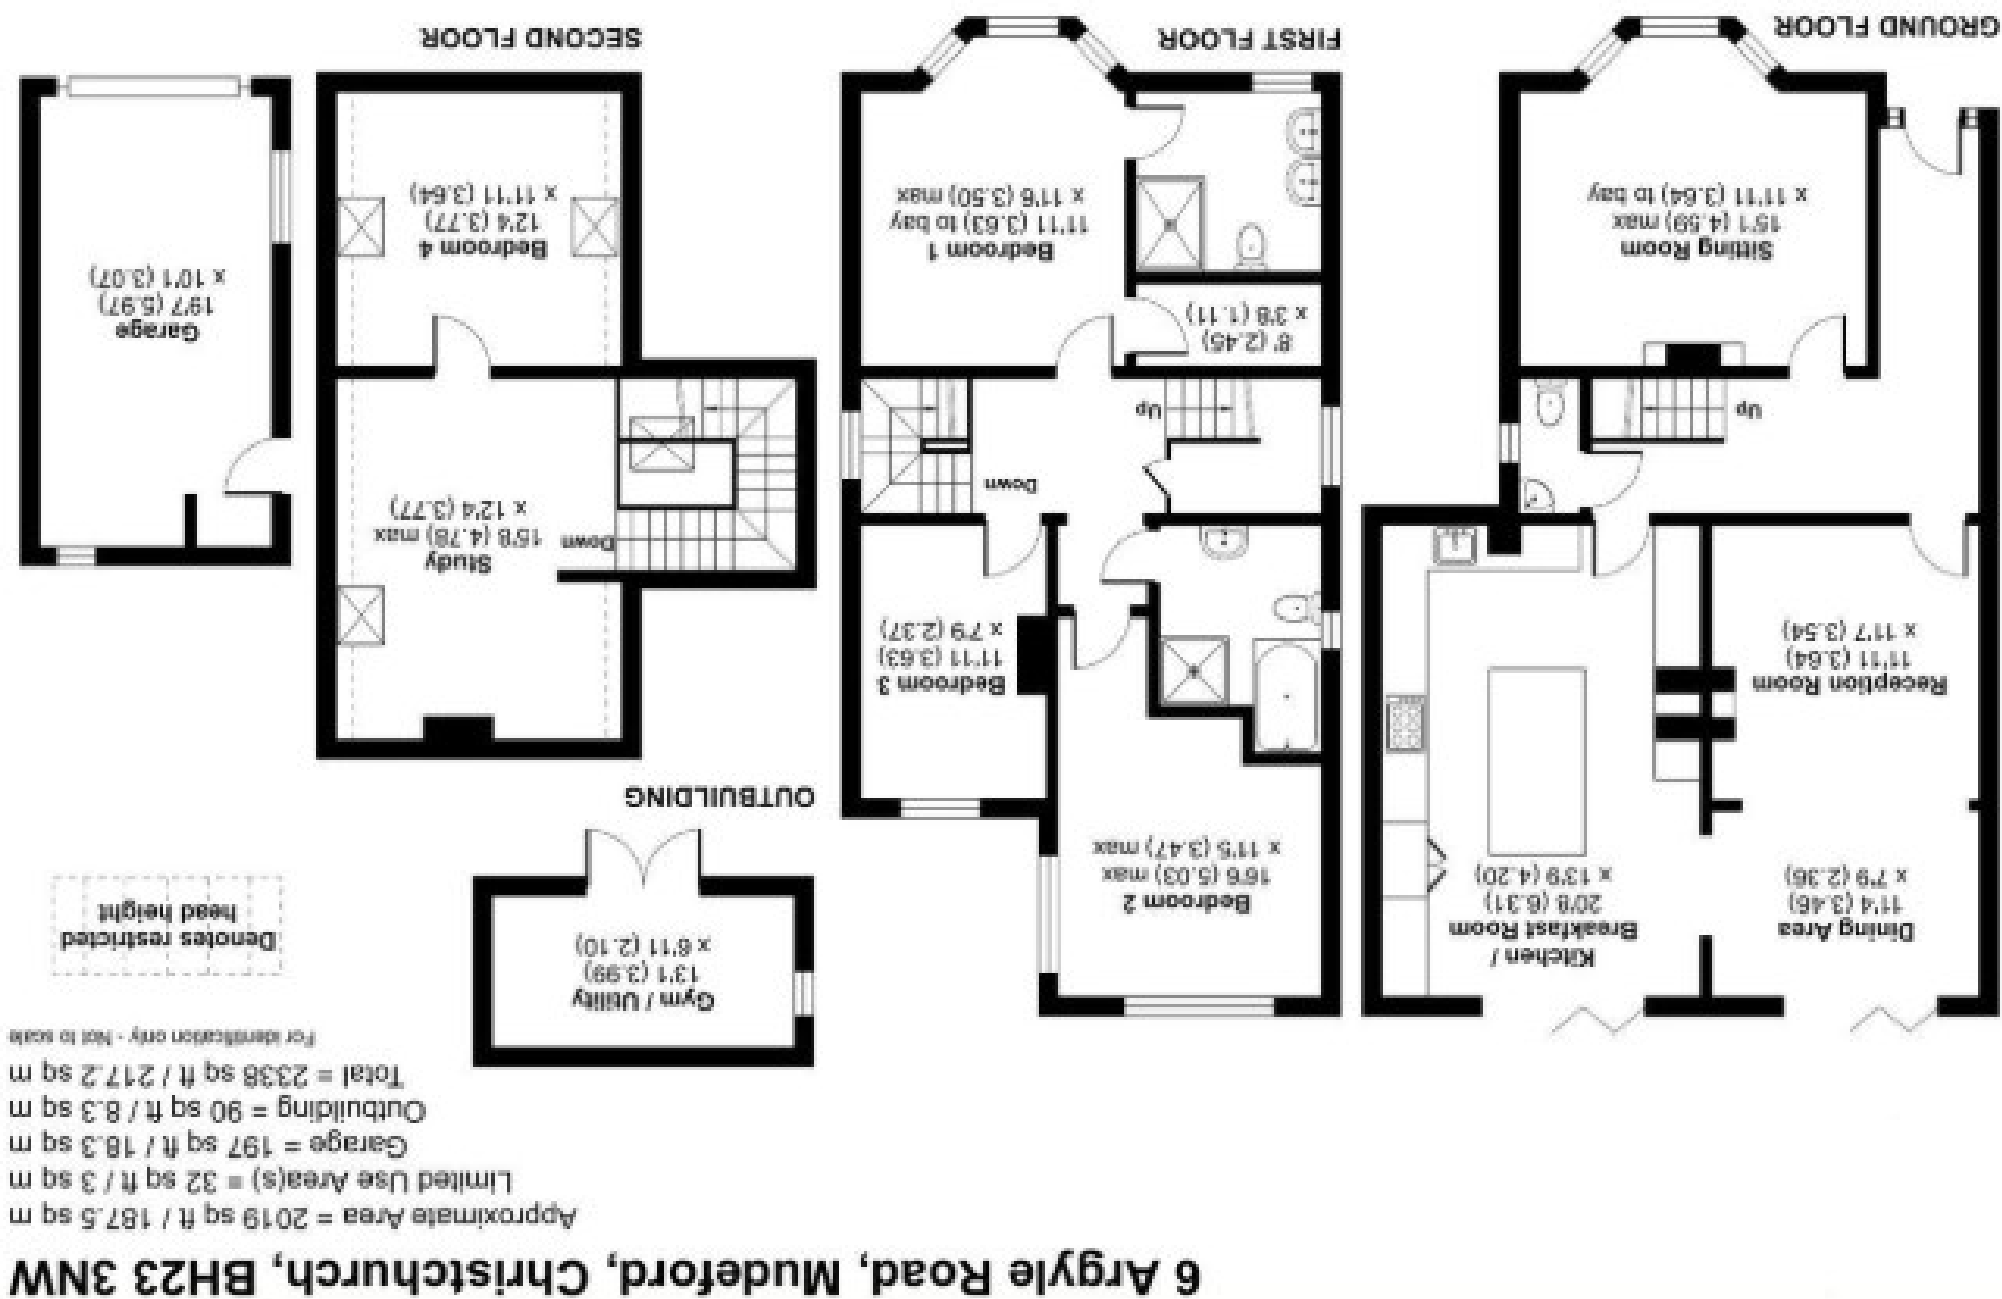 6 Argyle Road, Mudeford, Christchurch, BH23 3NW
Approximate Area = 2019 sq ft / 187.5 sq m
Limited Use Area(s) = 32 sq ft / 3 sq m
Garage = 197 sq ft / 18.3 sq m
Outbuilding = 90 sq ft / 8.3 sq m
Total = 2338 sq ft / 217.2 sq m
For identification only - Not to scale
Denotes restricted
head height
Gym / Utility
13'1 (3.99)
x 6'11 (2.10)
OUTBUILDING
Dining Area
11'4 (3.46)
x 7'9 (2.36)
Kitchen /
Breakfast Room
20'8 (6.31)
x 13'9 (4.20)
Reception Room
11'11 (3.64)
x 11'7 (3.54)
Up
Sitting Room
15'1 (4.59) max
x 11'11 (3.64) to bay
GROUND FLOOR
Bedroom 2
16'6 (5.03) max
x 11'5 (3.47) max
Bedroom 3
11'11 (3.63)
x 7'9 (2.37)
Down
Up
8' (2.45)
x 3'8 (1.11)
Bedroom 1
11'11 (3.63) to bay
x 11'6 (3.50) max
FIRST FLOOR
Study
15'8 (4.78) max
x 12'4 (3.77)
Down
Bedroom 4
12'4 (3.77)
x 11'11 (3.64)
SECOND FLOOR
Garage
19'7 (5.97)
x 10'1 (3.07)